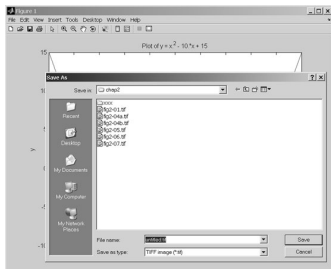 Figure 1
File Edit View Insert Tools Desktop Window Help
Plot of y = x² - 10*x + 15
15
Save As
Save in:
chap2
xxxx
fig2-01.tif
fig2-04a.tif
fig2-04b.tif
fig2-05.tif
fig2-06.tif
fig2-07.tif
Recent
Desktop
My Documents
My Computer
My Network Places
File name:
untitled.tif
Save
Save as type:
TIFF image (*.tif)
Cancel
-10